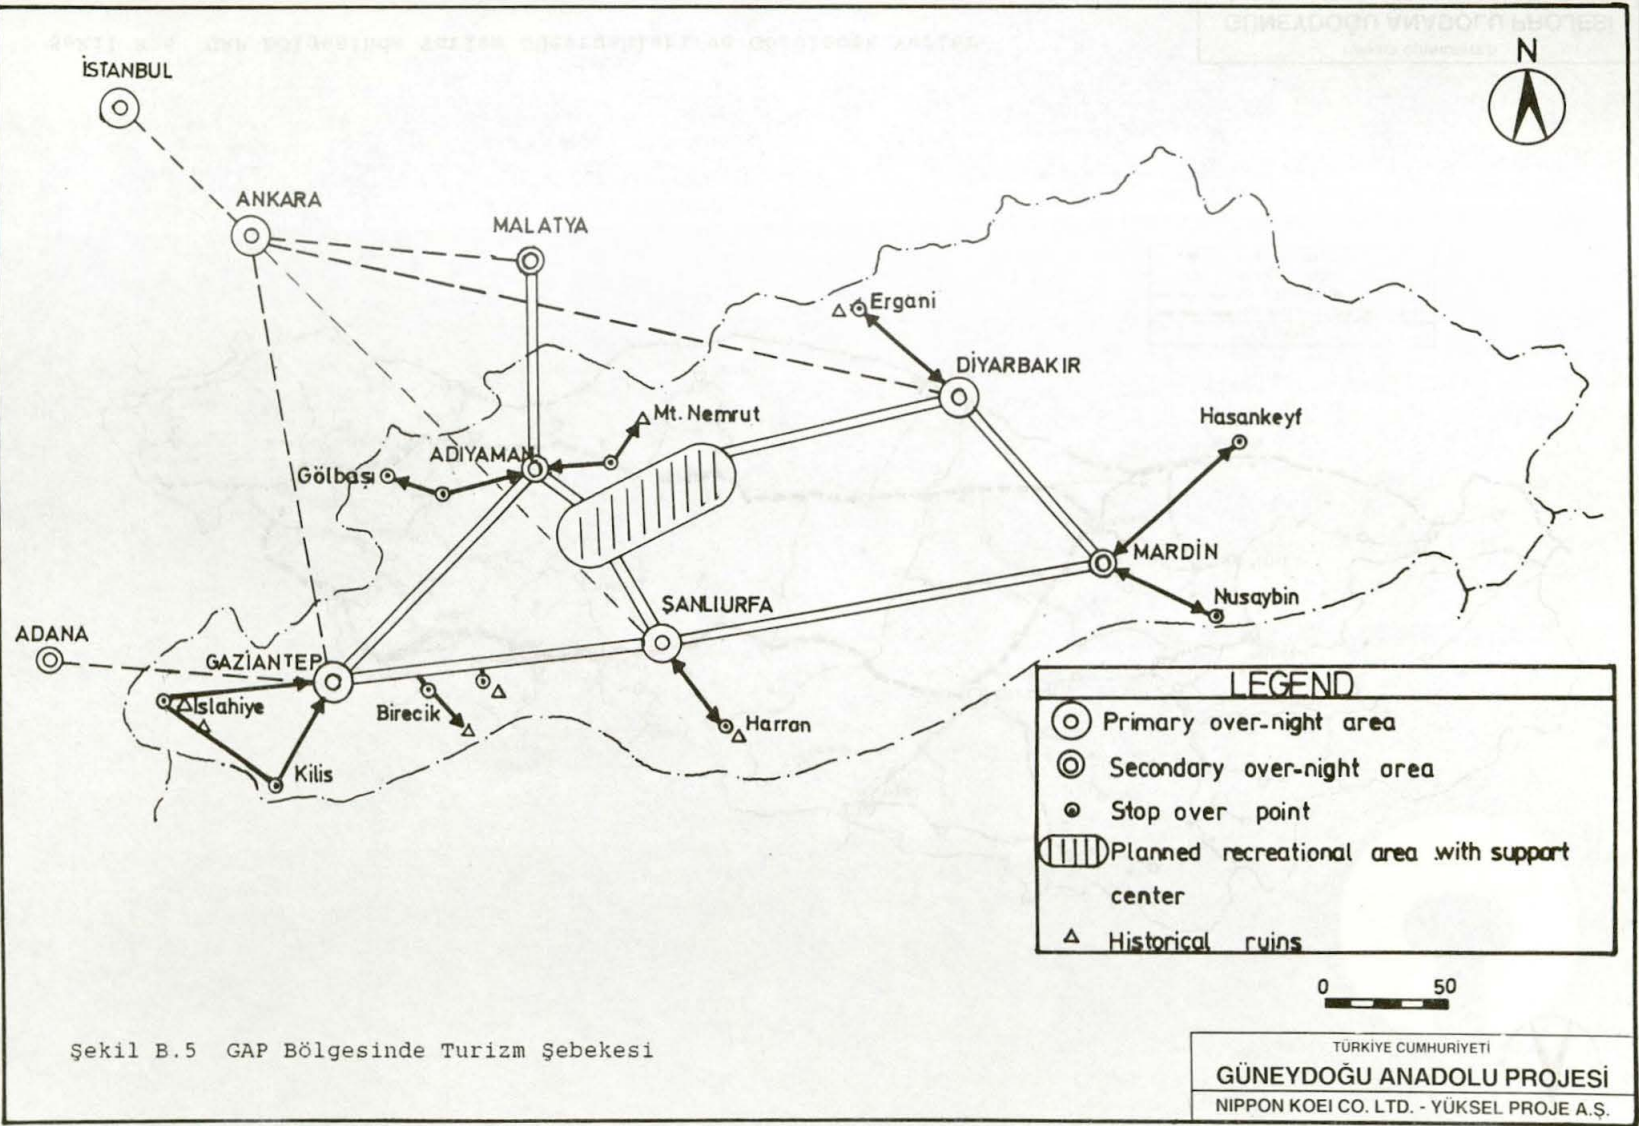 N
İSTANBUL
ANKARA
MALATYA
Ergani
DİYARBAKIR
Mt. Nemrut
Hasankeyf
ADIYAMAN
Gölbaşı
MARDİN
Nusaybin
ŞANLIURFA
ADANA
GAZİANTEP
İslahiye
Birecik
Harran
Kilis
LEGEND
Primary over-night area
Secondary over-night area
Stop over point
Planned recreational area with support
center
Historical ruins
0 50
Şekil B.5 GAP Bölgesinde Turizm Şebekesi
TÜRKİYE CUMHURİYETİ
GÜNEYDOĞU ANADOLU PROJESİ
NIPPON KOEI CO. LTD. - YÜKSEL PROJE A.Ş.